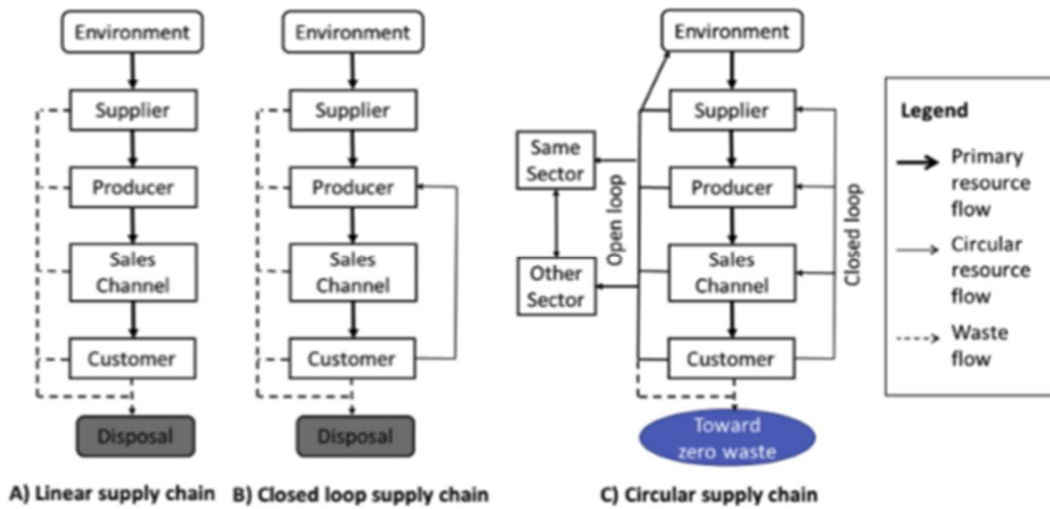 Environment
Supplier
Producer
Sales
Channel
Customer
Disposal
A) Linear supply chain
Environment
Supplier
Producer
Sales
Channel
Customer
Disposal
B) Closed loop supply chain
Environment
Supplier
Producer
Sales
Channel
Customer
Same
Sector
Other
Sector
Open loop
Closed loop
Toward
zero waste
C) Circular supply chain
Legend
Primary
resource
flow
Circular
resource
flow
Waste
flow